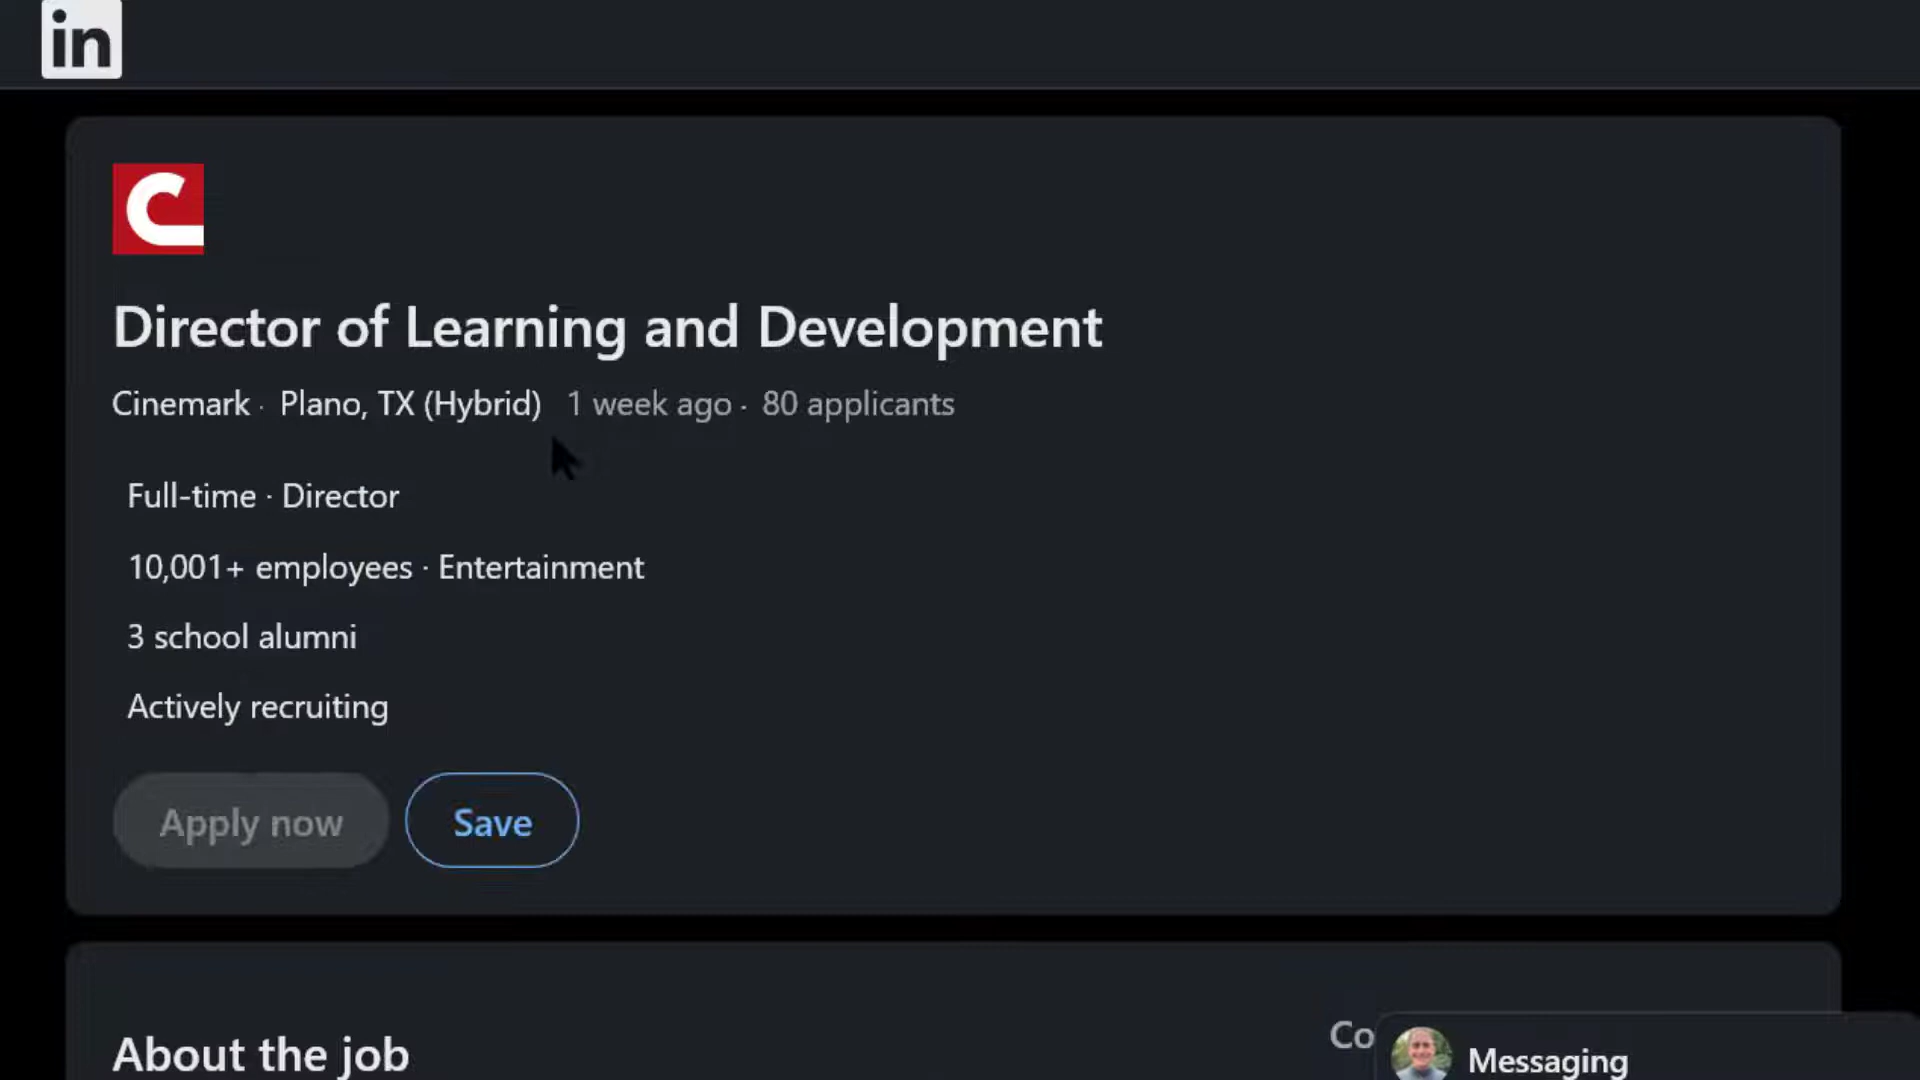 in
Director of Learning and Development
Cinemark · Plano, TX (Hybrid) 1 week ago · 80 applicants
Full-time · Director
10,001+ employees · Entertainment
3 school alumni
Actively recruiting
Apply now Save
About the job
Co
Messaging